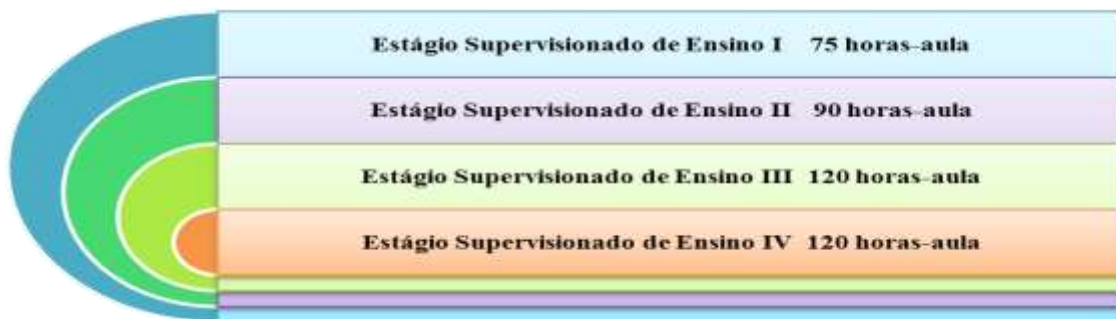 Estágio Supervisionado de Ensino I 75 horas-aula
Estágio Supervisionado de Ensino II 90 horas-aula
Estágio Supervisionado de Ensino III 120 horas-aula
Estágio Supervisionado de Ensino IV 120 horas-aula